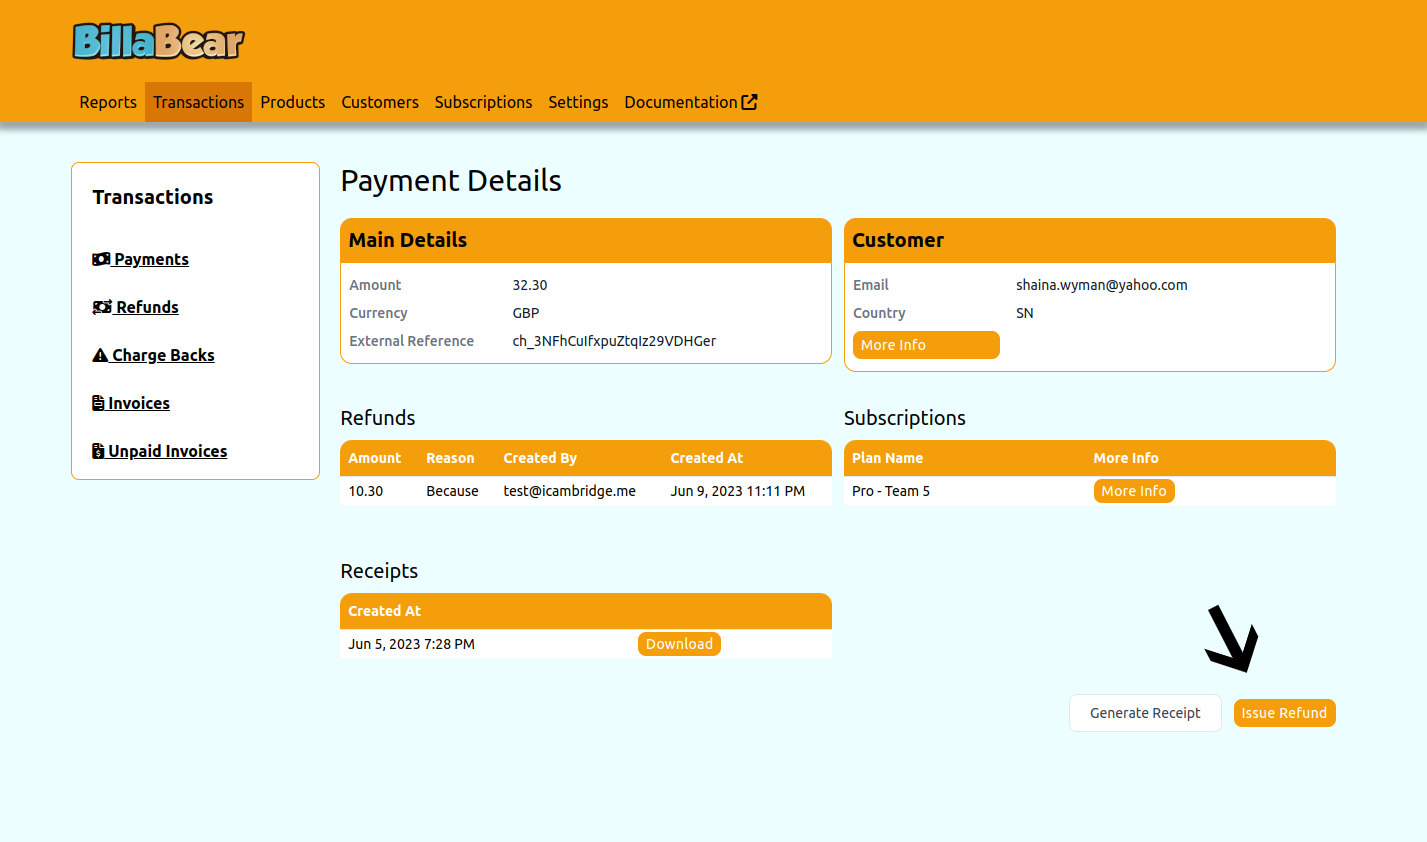 BillaBear
Reports Transactions Products Customers Subscriptions Settings Documentation
Transactions
Payments
Refunds
Charge Backs
Invoices
Unpaid Invoices
Payment Details
Main Details
Amount 32.30
Currency GBP
External Reference ch_3NFhCuIfxpuZtqIz29VDHGer
Customer
Email shaina.wyman@yahoo.com
Country SN
More Info
Refunds
Amount Reason Created By Created At
10.30 Because test@icambridge.me Jun 9, 2023 11:11 PM
Subscriptions
Plan Name More Info
Pro - Team 5 More Info
Receipts
Created At
Jun 5, 2023 7:28 PM Download
Generate Receipt Issue Refund